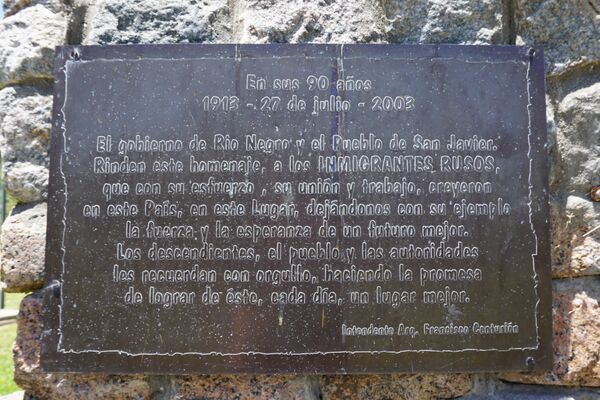 En sus 90 años
1913 - 27 de julio - 2003
El gobierno de Rio Negro y el Pueblo de San Javier.
Rinden éste homenaje, a los INMIGRANTES RUSOS,
que con su esfuerzo, su unión y trabajo, creyeron
en este País, en este Lugar, dejándonos con su ejemplo
la fuerza y la esperanza de un futuro mejor.
Los descendientes, el pueblo y las autoridades
les recuerdan con orgullo, haciendo la promesa
de lograr de éste, cada día, un lugar mejor.
Intendente Arq. Francisco Centurión